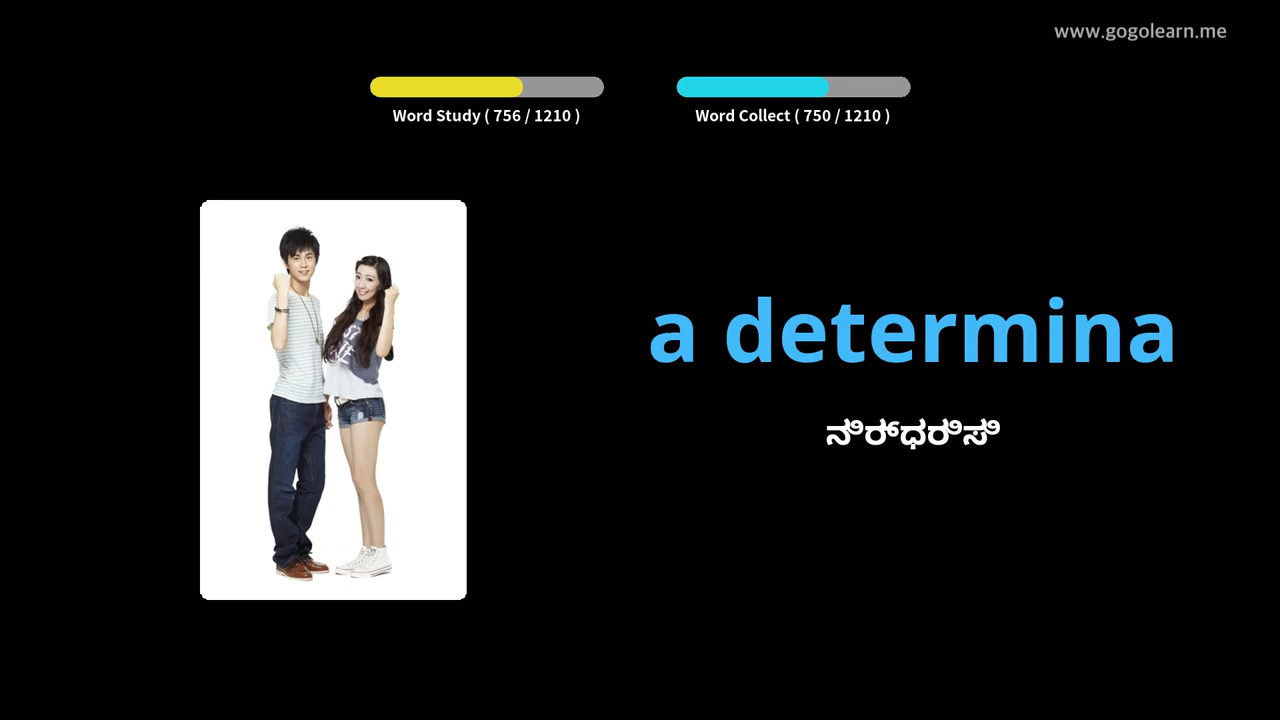 www.gogolearn.me
Word Study ( 756 / 1210 )
Word Collect ( 750 / 1210 )
a determina
ನಿರ್ಧರಿಸಿ